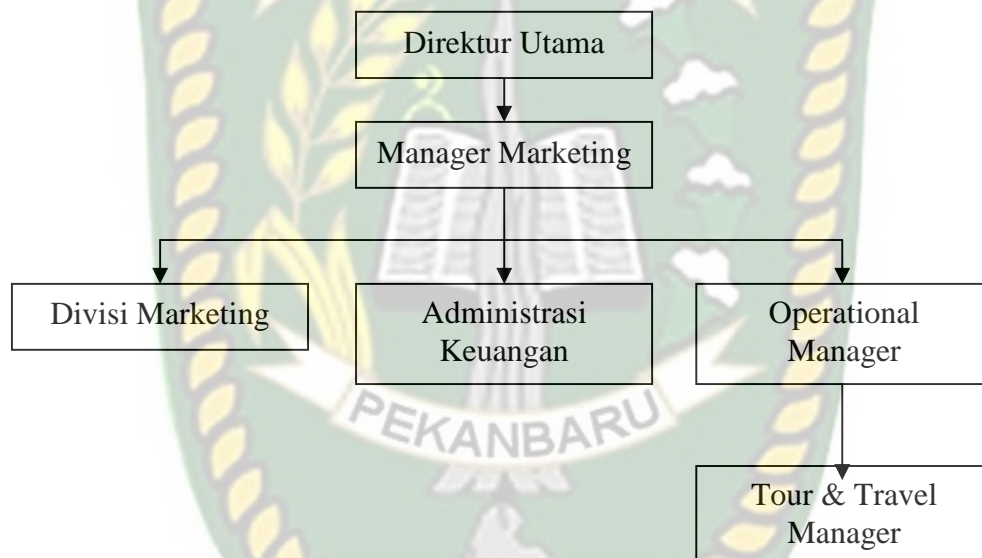 Direktur Utama
Manager Marketing
Divisi Marketing
Administrasi
Keuangan
Operational
Manager
PEKANBARU
Tour & Travel
Manager